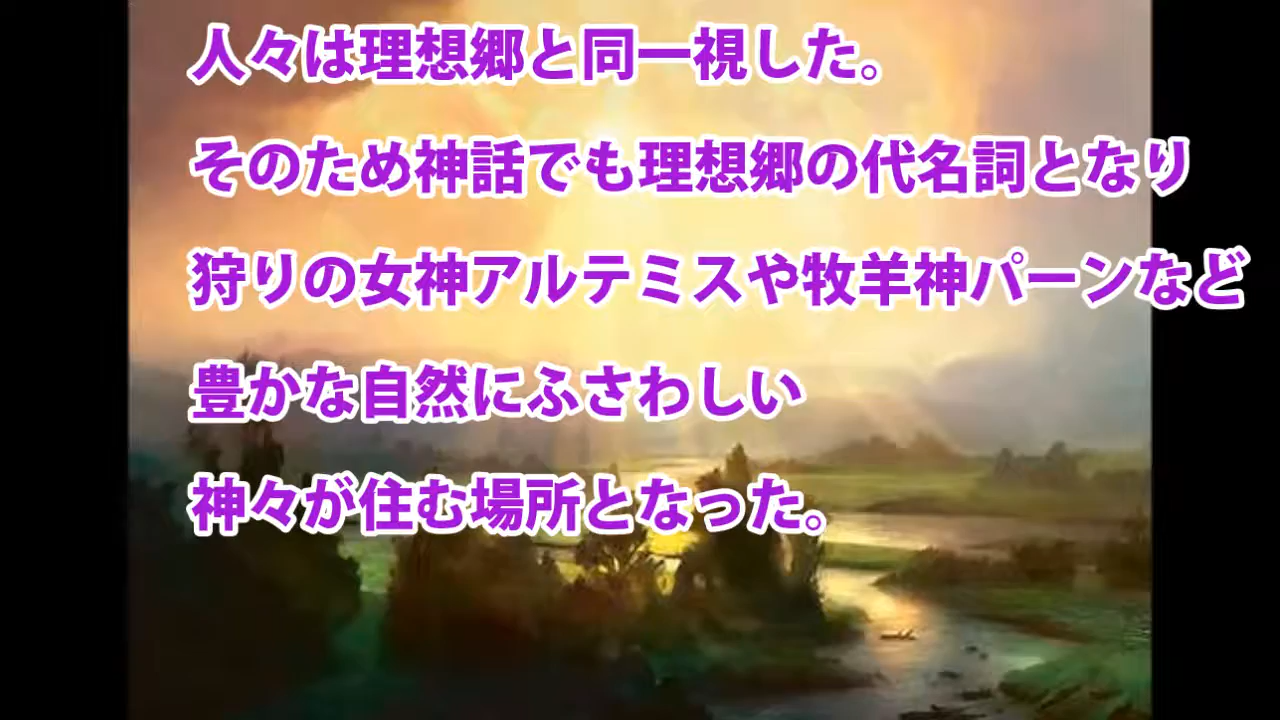 人々は理想郷と同一視した。
そのため神話でも理想郷の代名詞となり
狩りの女神アルテミスや牧羊神パーンなど
豊かな自然にふさわしい
神々が住む場所となった。